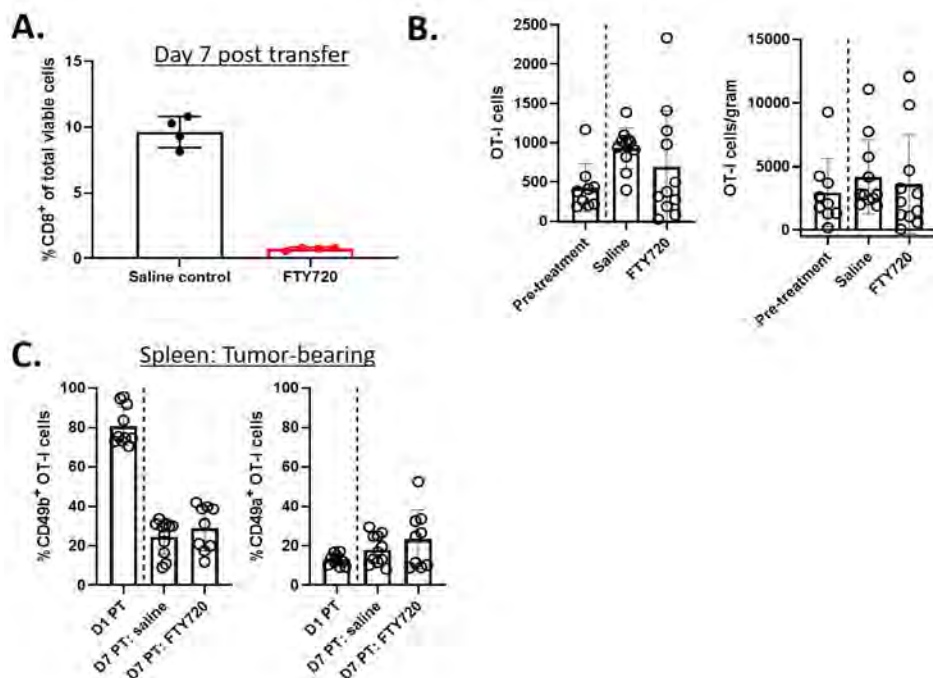 A.
Day 7 post transfer
% CD8⁺ of total viable cells
15
10
5
0
Saline control
FTY720
B.
OT-I cells
2500
2000
1500
1000
500
0
Pre-treatment
Saline
FTY720
OT-I cells/gram
15000
10000
5000
0
Pre-treatment
Saline
FTY720
C.
Spleen: Tumor-bearing
% CD49b⁺ OT-I cells
100
80
60
40
20
0
D1 PT
D7 PT: saline
D7 PT: FTY720
% CD49a⁺ OT-I cells
100
80
60
40
20
0
D1 PT
D7 PT: saline
D7 PT: FTY720